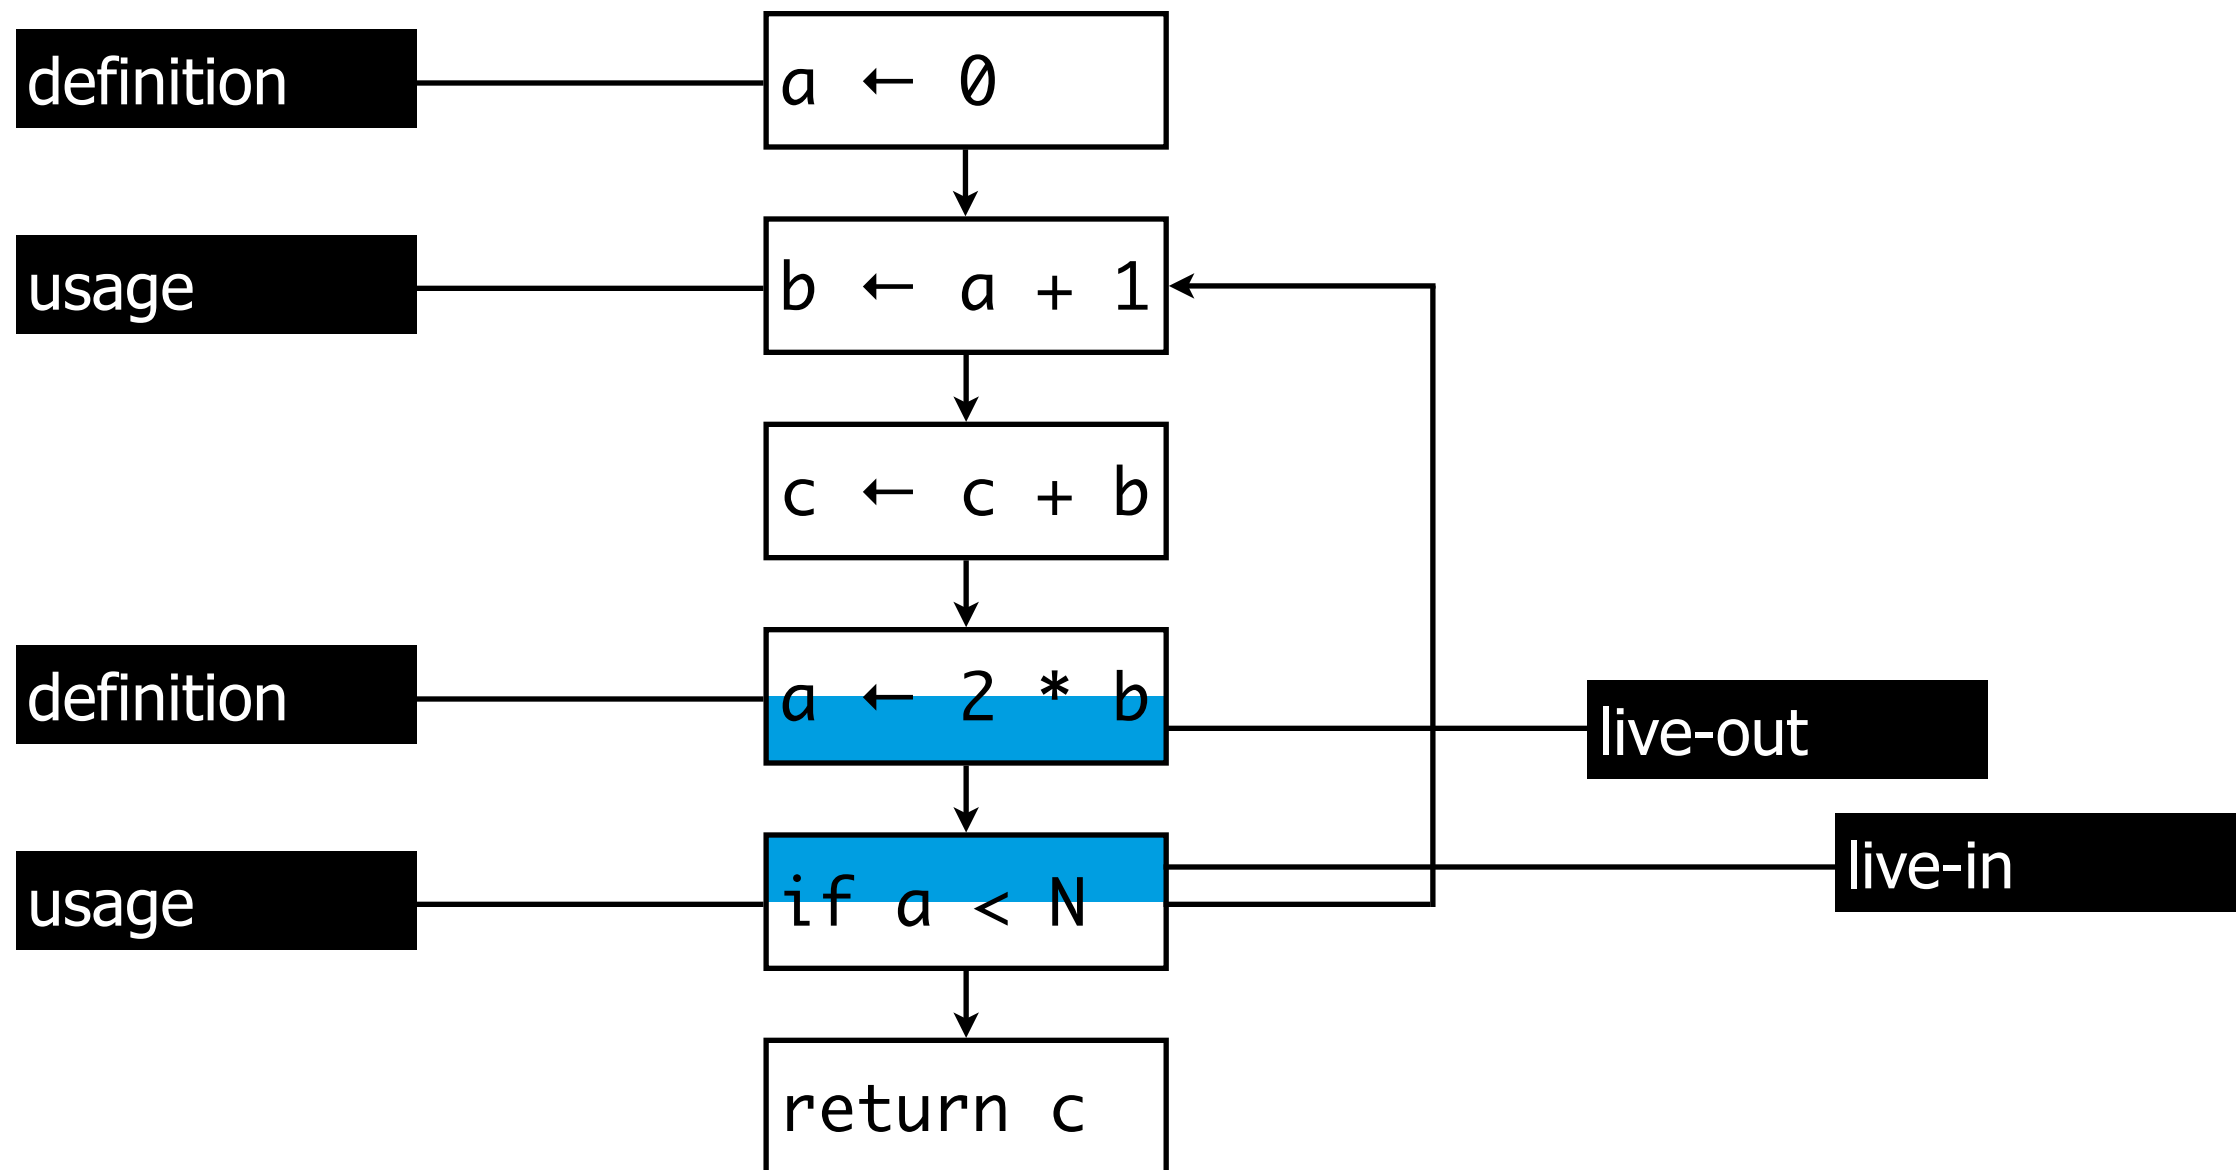 definition
a ← 0
usage
b ← a + 1
c ← c + b
definition
a ← 2 * b
live-out
live-in
usage
if a < N
return c